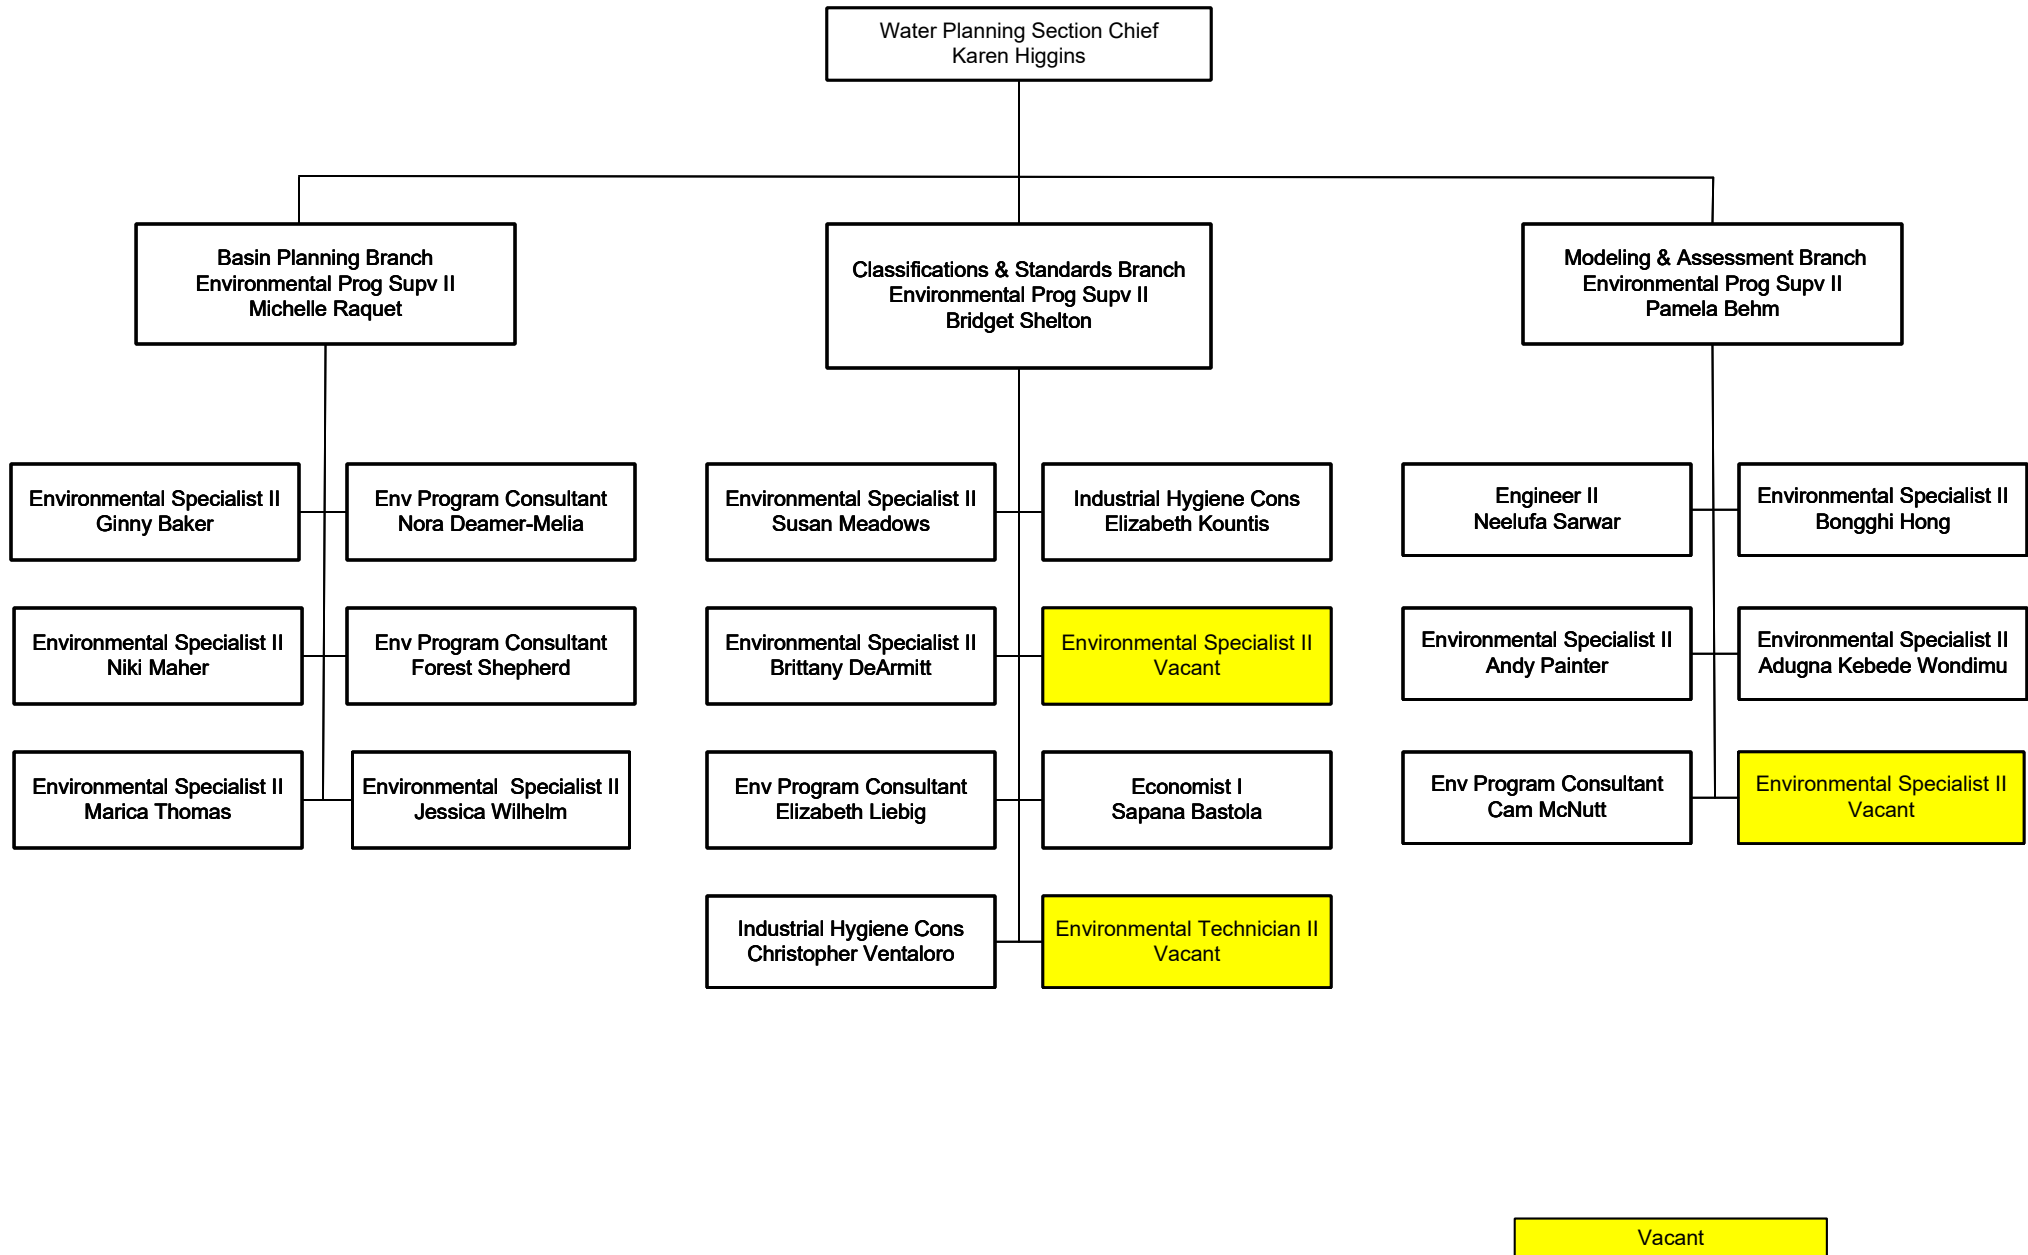 Water Planning Section Chief
Karen Higgins
Basin Planning Branch
Environmental Prog Supv II
Michelle Raquet
Classifications & Standards Branch
Environmental Prog Supv II
Bridget Shelton
Modeling & Assessment Branch
Environmental Prog Supv II
Pamela Behm
Environmental Specialist II
Ginny Baker
Env Program Consultant
Nora Deamer-Melia
Environmental Specialist II
Niki Maher
Env Program Consultant
Forest Shepherd
Environmental Specialist II
Marica Thomas
Environmental  Specialist II
Jessica Wilhelm
Environmental Specialist II
Susan Meadows
Industrial Hygiene Cons
Elizabeth Kountis
Environmental Specialist II
Brittany DeArmitt
Environmental Specialist II
Vacant
Env Program Consultant
Elizabeth Liebig
Economist I
Sapana Bastola
Industrial Hygiene Cons
Christopher Ventaloro
Environmental Technician II
Vacant
Engineer II
Neelufa Sarwar
Environmental Specialist II
Bongghi Hong
Environmental Specialist II
Andy Painter
Environmental Specialist II
Adugna Kebede Wondimu
Env Program Consultant
Cam McNutt
Environmental Specialist II
Vacant
Vacant